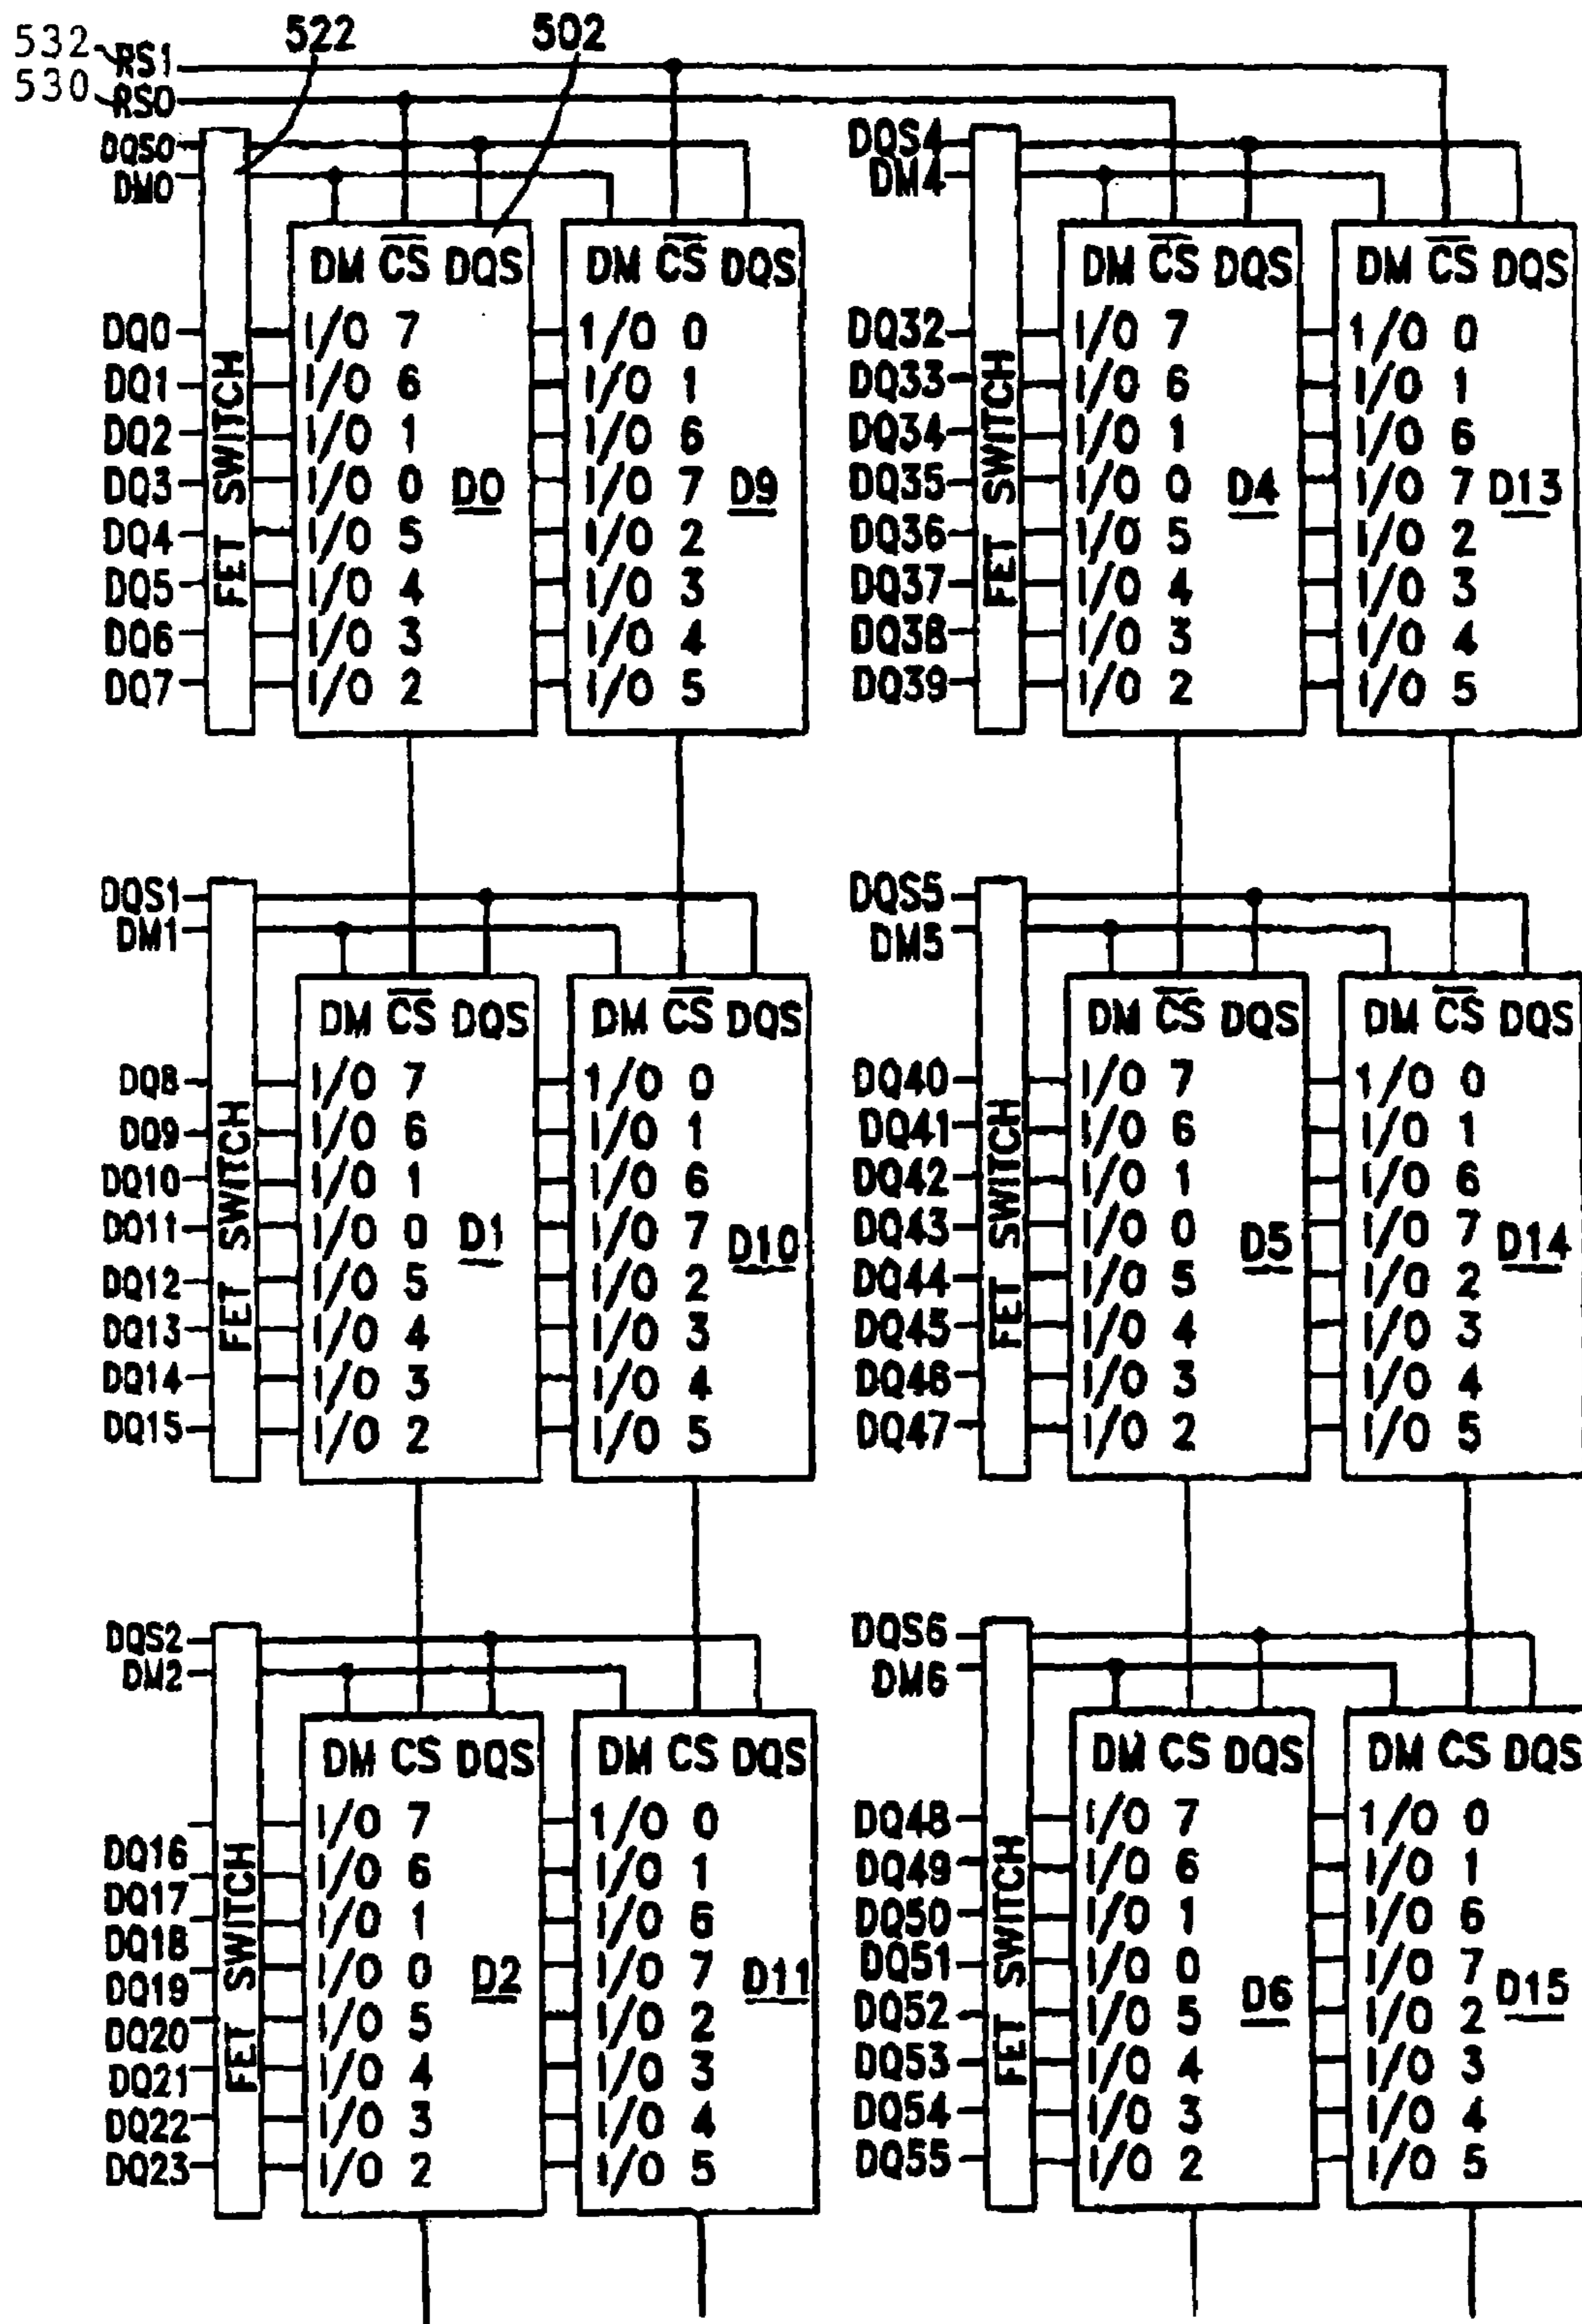 532 RS1 522 502
530 RS0
DQS0
DM0
DM CS DQS DM CS DQS
DQ0 I/O 7 I/O 0
DQ1 I/O 6 I/O 1
DQ2 I/O 1 I/O 6
DQ3 I/O 0 D0 I/O 7 D9
DQ4 I/O 5 I/O 2
DQ5 I/O 4 I/O 3
DQ6 I/O 3 I/O 4
DQ7 I/O 2 I/O 5
FET SWITCH
DQS4
DM4
DM CS DQS DM CS DQS
DQ32 I/O 7 I/O 0
DQ33 I/O 6 I/O 1
DQ34 I/O 1 I/O 6
DQ35 I/O 0 D4 I/O 7 D13
DQ36 I/O 5 I/O 2
DQ37 I/O 4 I/O 3
DQ38 I/O 3 I/O 4
DQ39 I/O 2 I/O 5
FET SWITCH
DQS1
DM1
DM CS DQS DM CS DQS
DQ8 I/O 7 I/O 0
DQ9 I/O 6 I/O 1
DQ10 I/O 1 I/O 6
DQ11 I/O 0 D1 I/O 7 D10
DQ12 I/O 5 I/O 2
DQ13 I/O 4 I/O 3
DQ14 I/O 3 I/O 4
DQ15 I/O 2 I/O 5
FET SWITCH
DQS5
DM5
DM CS DQS DM CS DQS
DQ40 I/O 7 I/O 0
DQ41 I/O 6 I/O 1
DQ42 I/O 1 I/O 6
DQ43 I/O 0 D5 I/O 7 D14
DQ44 I/O 5 I/O 2
DQ45 I/O 4 I/O 3
DQ46 I/O 3 I/O 4
DQ47 I/O 2 I/O 5
FET SWITCH
DQS2
DM2
DM CS DQS DM CS DQS
DQ16 I/O 7 I/O 0
DQ17 I/O 6 I/O 1
DQ18 I/O 1 I/O 6
DQ19 I/O 0 D2 I/O 7 D11
DQ20 I/O 5 I/O 2
DQ21 I/O 4 I/O 3
DQ22 I/O 3 I/O 4
DQ23 I/O 2 I/O 5
FET SWITCH
DQS6
DM6
DM CS DQS DM CS DQS
DQ48 I/O 7 I/O 0
DQ49 I/O 6 I/O 1
DQ50 I/O 1 I/O 6
DQ51 I/O 0 D6 I/O 7 D15
DQ52 I/O 5 I/O 2
DQ53 I/O 4 I/O 3
DQ54 I/O 3 I/O 4
DQ55 I/O 2 I/O 5
FET SWITCH